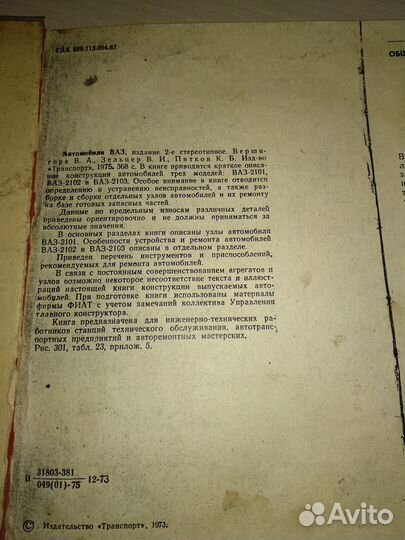 УДК 629.113.004.67
ОБЩ
Автомобили ВАЗ, издание 2-е стереотипное. Верши-
гора В. А., Зельцер В. И., Пятков К. Б. Изд-во
«Транспорт», 1975, 368 с. В книге приводится краткое описа-
ние конструкции автомобилей трех моделей: ВАЗ-2101,
ВАЗ-2102 и ВАЗ-2103. Особое внимание в книге отводится
определению и устранению неисправностей, а также раз-
борке и сборке отдельных узлов автомобилей и их ремонту
на базе готовых запасных частей.
Данные по предельным износам различных деталей
приведены ориентировочно и не должны приниматься за
абсолютные значения.
В основных разделах книги описаны узлы автомобиля
ВАЗ-2101. Особенности устройства и ремонта автомобилей
ВАЗ-2102 и ВАЗ-2103 описаны в отдельном разделе.
Приведен перечень инструментов и приспособлений,
рекомендуемых для ремонта автомобилей.
В связи с постоянным совершенствованием агрегатов и
узлов возможно некоторое несоответствие текста и иллюст-
раций настоящей книги конструкции выпускаемых авто-
мобилей. При подготовке книги использованы материалы
фирмы ФИАТ с учетом замечаний коллектива Управления
главного конструктора.
Книга предназначена для инженерно-технических ра-
ботников станций технического обслуживания, автотранс-
портных предприятий и авторемонтных мастерских.
Рис. 301, табл. 23, прилож. 5.
31803-381
В 12-73
049(01)-75
© Издательство «Транспорт», 1973г.
Avito